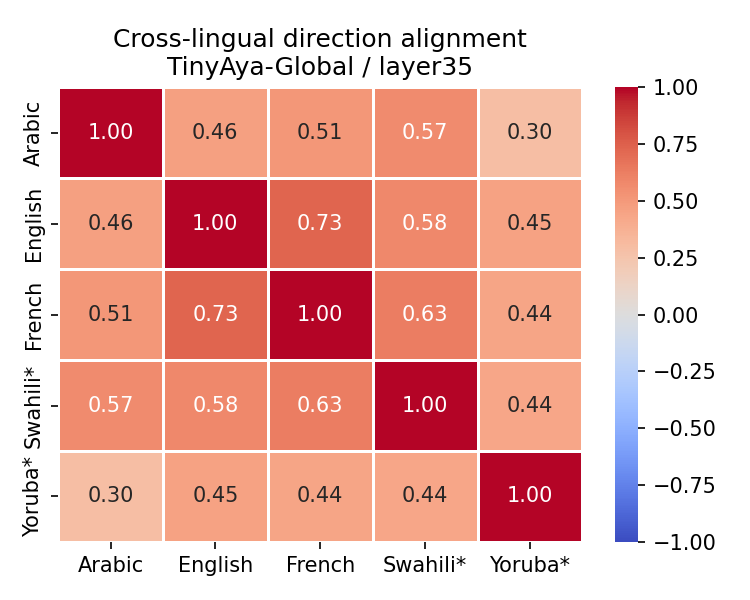 Cross-lingual direction alignment
TinyAya-Global / layer35
Arabic 1.00 0.46 0.51 0.57 0.30
English 0.46 1.00 0.73 0.58 0.45
French 0.51 0.73 1.00 0.63 0.44
Swahili* 0.57 0.58 0.63 1.00 0.44
Yoruba* 0.30 0.45 0.44 0.44 1.00
Arabic English French Swahili* Yoruba*
1.00
0.75
0.50
0.25
0.00
−0.25
−0.50
−0.75
−1.00